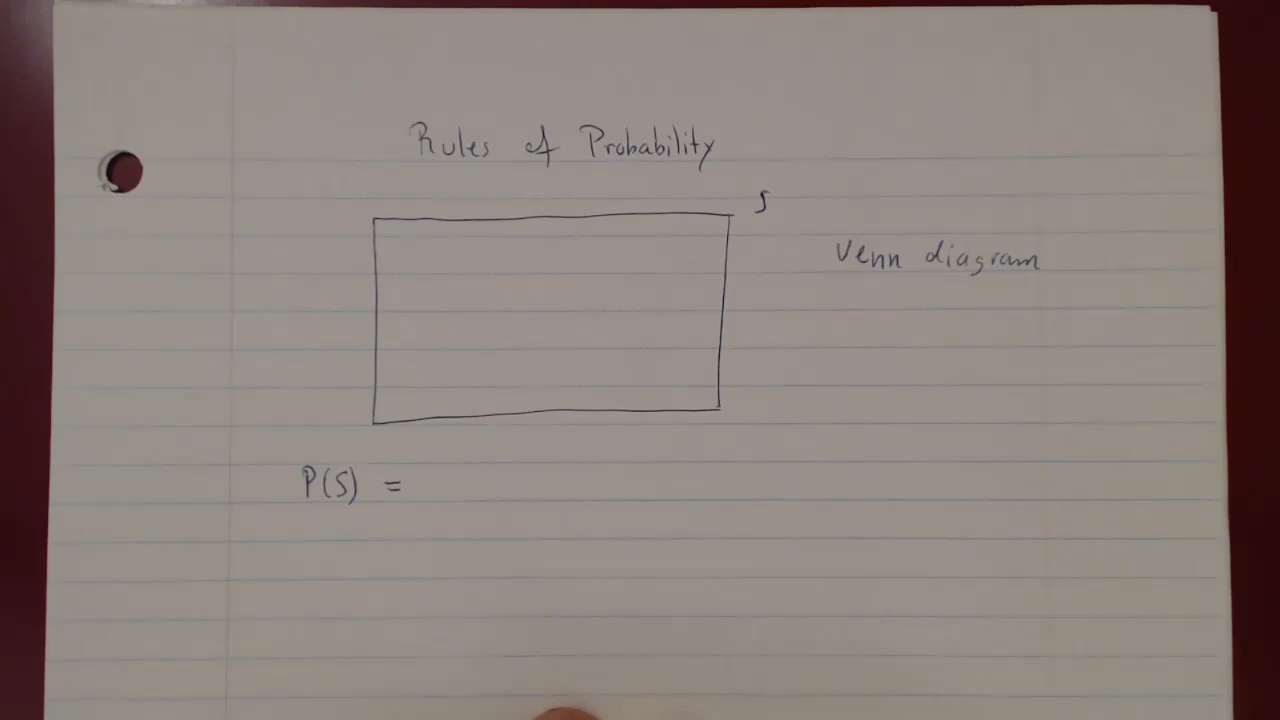 Rules of Probability
S
Venn diagram
P(S) =